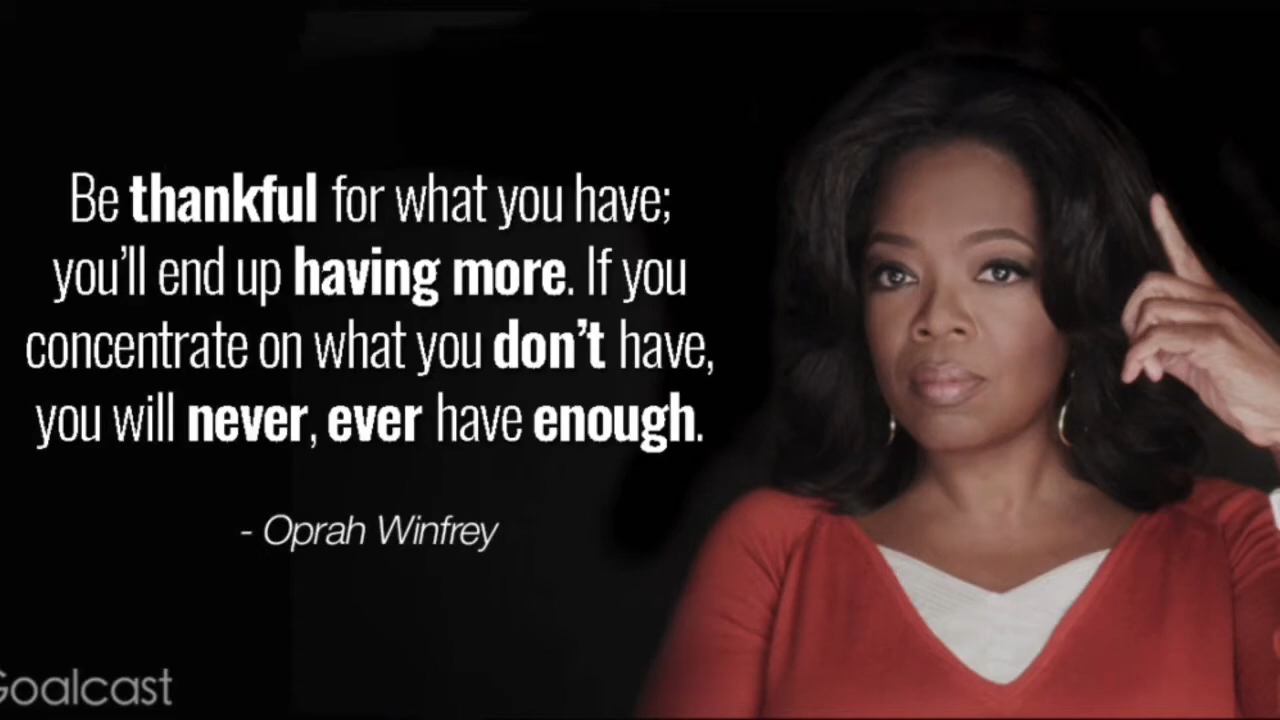 Be thankful for what you have;
you'll end up having more. If you
concentrate on what you don't have,
you will never, ever have enough.
- Oprah Winfrey
Goalcast